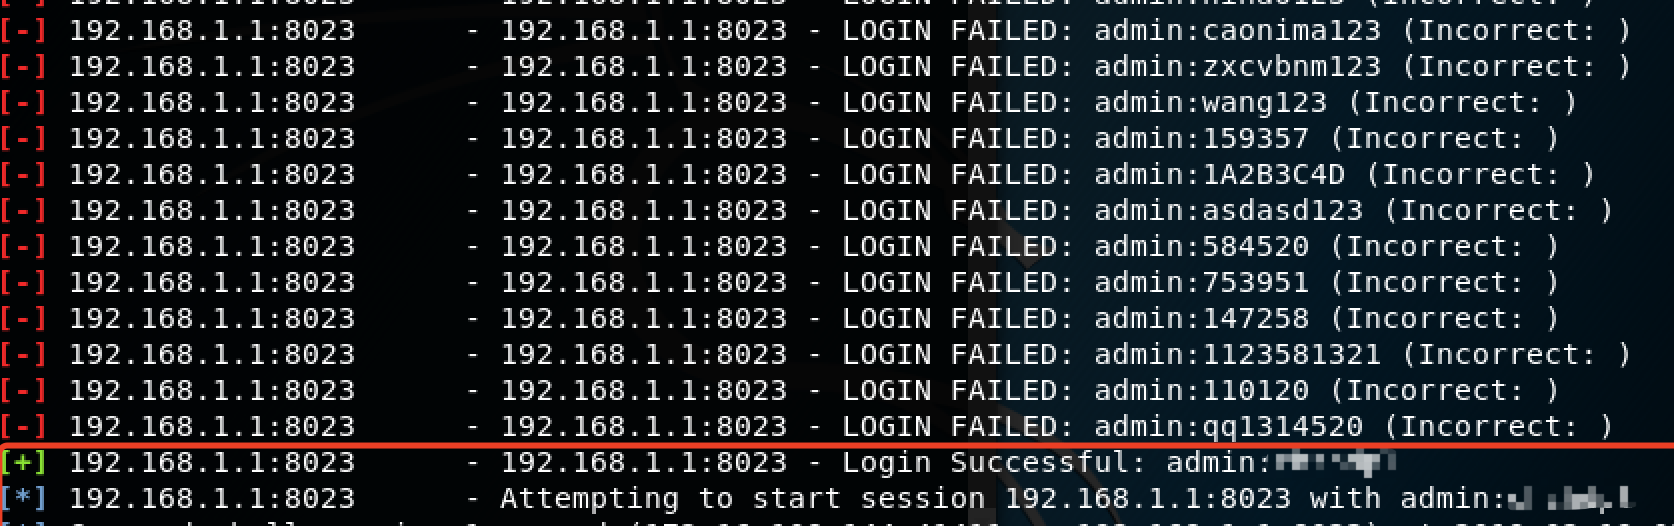 [-] 192.168.1.1:8023 - 192.168.1.1:8023 - LOGIN FAILED:
[-] 192.168.1.1:8023 - 192.168.1.1:8023 - LOGIN FAILED: admin:caonima123 (Incorrect: )
[-] 192.168.1.1:8023 - 192.168.1.1:8023 - LOGIN FAILED: admin:zxcvbnm123 (Incorrect: )
[-] 192.168.1.1:8023 - 192.168.1.1:8023 - LOGIN FAILED: admin:wang123 (Incorrect: )
[-] 192.168.1.1:8023 - 192.168.1.1:8023 - LOGIN FAILED: admin:159357 (Incorrect: )
[-] 192.168.1.1:8023 - 192.168.1.1:8023 - LOGIN FAILED: admin:1A2B3C4D (Incorrect: )
[-] 192.168.1.1:8023 - 192.168.1.1:8023 - LOGIN FAILED: admin:asdasd123 (Incorrect: )
[-] 192.168.1.1:8023 - 192.168.1.1:8023 - LOGIN FAILED: admin:584520 (Incorrect: )
[-] 192.168.1.1:8023 - 192.168.1.1:8023 - LOGIN FAILED: admin:753951 (Incorrect: )
[-] 192.168.1.1:8023 - 192.168.1.1:8023 - LOGIN FAILED: admin:147258 (Incorrect: )
[-] 192.168.1.1:8023 - 192.168.1.1:8023 - LOGIN FAILED: admin:1123581321 (Incorrect: )
[-] 192.168.1.1:8023 - 192.168.1.1:8023 - LOGIN FAILED: admin:110120 (Incorrect: )
[-] 192.168.1.1:8023 - 192.168.1.1:8023 - LOGIN FAILED: admin:qq1314520 (Incorrect: )
[+] 192.168.1.1:8023 - 192.168.1.1:8023 - Login Successful: admin:
[*] 192.168.1.1:8023 - Attempting to start session 192.168.1.1:8023 with admin: